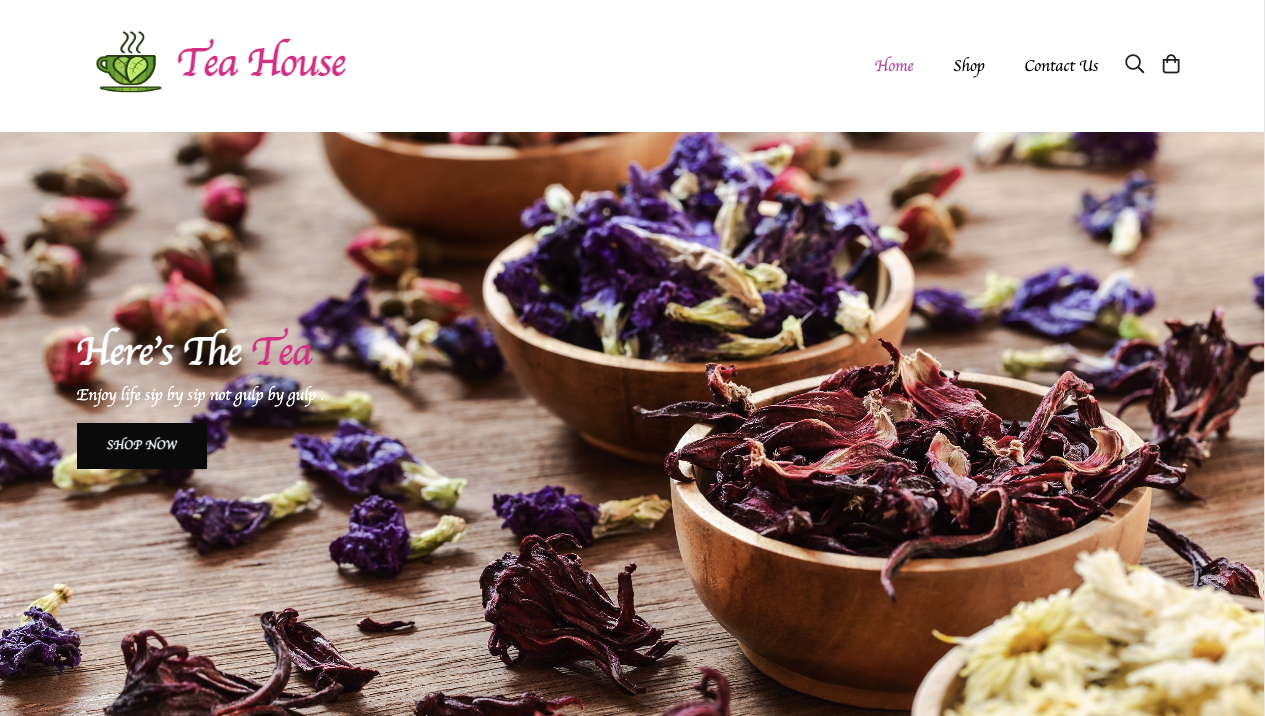 Tea House
Home Shop Contact Us
Here's The Tea
Enjoy life sip by sip not gulp by gulp .
SHOP NOW